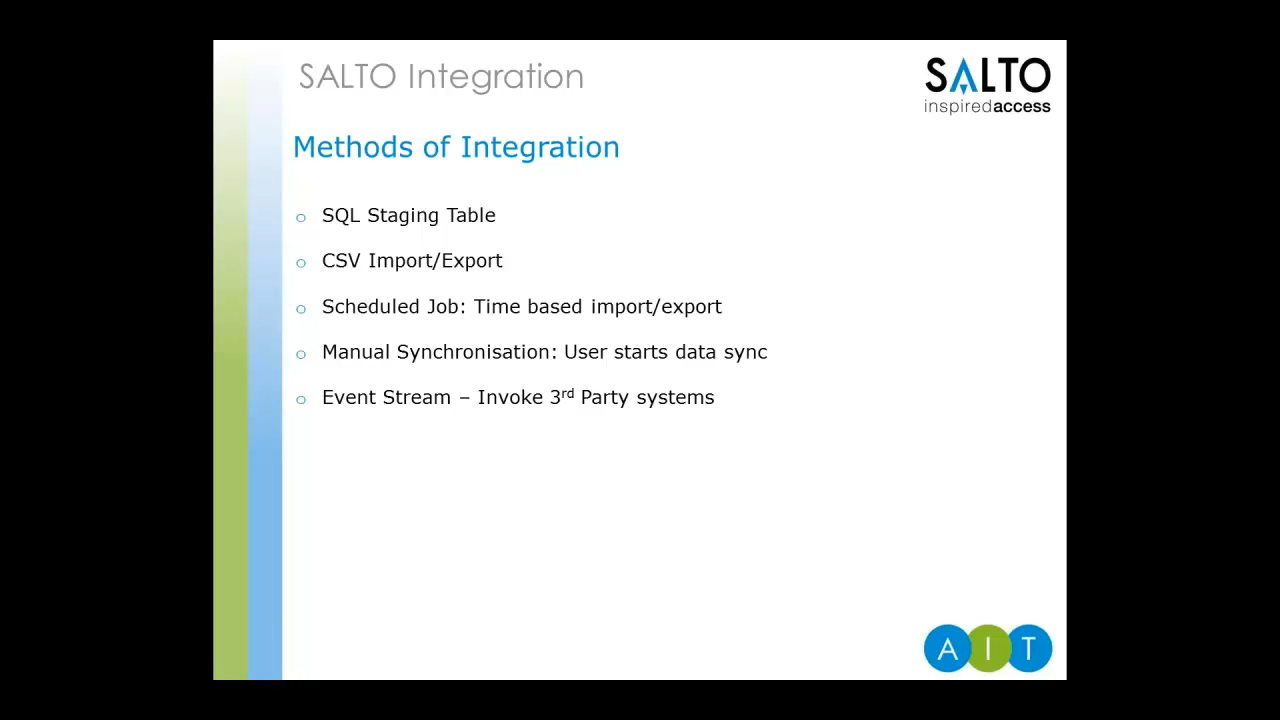 SALTO Integration
SALTO
inspiredaccess
Methods of Integration
SQL Staging Table
CSV Import/Export
Scheduled Job: Time based import/export
Manual Synchronisation: User starts data sync
Event Stream – Invoke 3rd Party systems
A I T